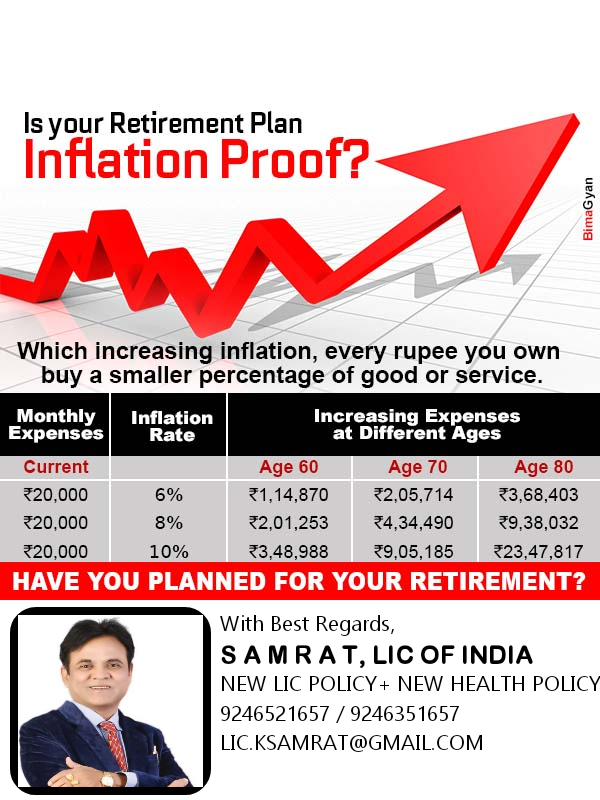 Is your Retirement Plan
Inflation Proof?
BimaGyan
Which increasing inflation, every rupee you own
buy a smaller percentage of good or service.
Monthly Expenses | Inflation Rate | Increasing Expenses at Different Ages
Current | | Age 60 | Age 70 | Age 80
₹20,000 | 6% | ₹1,14,870 | ₹2,05,714 | ₹3,68,403
₹20,000 | 8% | ₹2,01,253 | ₹4,34,490 | ₹9,38,032
₹20,000 | 10% | ₹3,48,988 | ₹9,05,185 | ₹23,47,817
HAVE YOU PLANNED FOR YOUR RETIREMENT?
With Best Regards,
S A M R A T, LIC OF INDIA
NEW LIC POLICY+ NEW HEALTH POLICY
9246521657 / 9246351657
LIC.KSAMRAT@GMAIL.COM